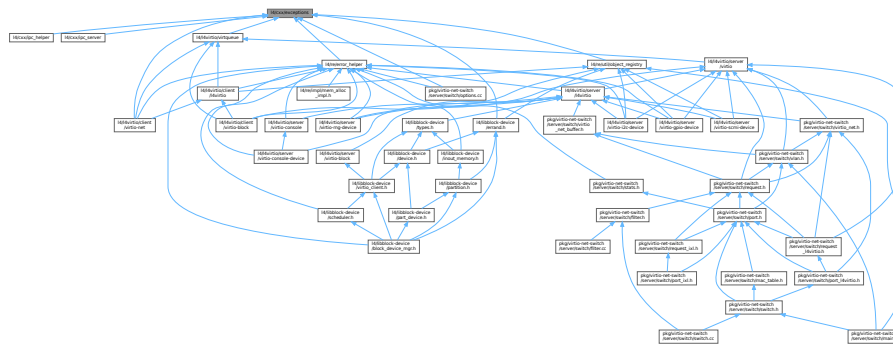 l4/cxx/exceptions
l4/cxx/ipc_helper
l4/cxx/ipc_server
l4/l4virtio/virtqueue
l4/re/error_helper
l4/re/util/object_registry
l4/l4virtio/server
/virtio
l4/l4virtio/client
/l4virtio
l4/re/impl/mem_alloc
_impl.h
pkg/virtio-net-switch
/server/switch/options.cc
l4/l4virtio/server
/l4virtio
l4/l4virtio/client
/virtio-net
l4/l4virtio/client
/virtio-block
l4/l4virtio/server
/virtio-console
l4/l4virtio/server
/virtio-rng-device
l4/libblock-device
/types.h
l4/libblock-device
/errand.h
pkg/virtio-net-switch
/server/switch/virtio
_net_buffer.h
l4/l4virtio/server
/virtio-i2c-device
l4/l4virtio/server
/virtio-gpio-device
l4/l4virtio/server
/virtio-scmi-device
pkg/virtio-net-switch
/server/switch/virtio_net.h
l4/l4virtio/server
/virtio-console-device
l4/l4virtio/server
/virtio-block
l4/libblock-device
/device.h
l4/libblock-device
/inout_memory.h
pkg/virtio-net-switch
/server/switch/vlan.h
l4/libblock-device
/virtio_client.h
l4/libblock-device
/partition.h
pkg/virtio-net-switch
/server/switch/stats.h
pkg/virtio-net-switch
/server/switch/request.h
l4/libblock-device
/scheduler.h
l4/libblock-device
/part_device.h
pkg/virtio-net-switch
/server/switch/filter.h
pkg/virtio-net-switch
/server/switch/port.h
l4/libblock-device
/block_device_mgr.h
pkg/virtio-net-switch
/server/switch/filter.cc
pkg/virtio-net-switch
/server/switch/request_ixl.h
pkg/virtio-net-switch
/server/switch/request
_l4virtio.h
pkg/virtio-net-switch
/server/switch/port_ixl.h
pkg/virtio-net-switch
/server/switch/mac_table.h
pkg/virtio-net-switch
/server/switch/port_l4virtio.h
pkg/virtio-net-switch
/server/switch/switch.h
pkg/virtio-net-switch
/server/switch/switch.cc
pkg/virtio-net-switch